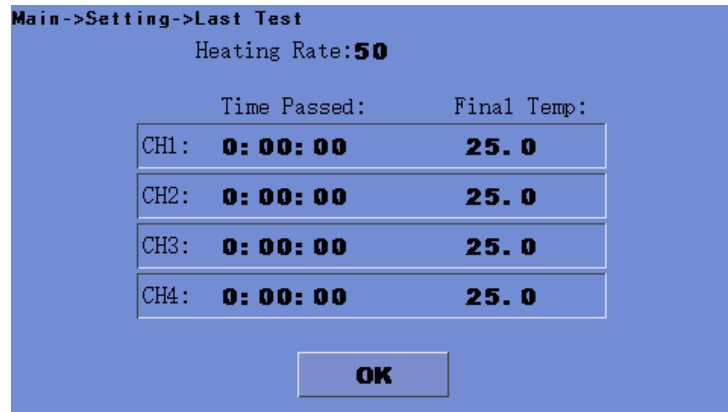 Main->Setting->Last Test
Heating Rate:50
Time Passed: Final Temp:
CH1: 0:00:00 25.0
CH2: 0:00:00 25.0
CH3: 0:00:00 25.0
CH4: 0:00:00 25.0
OK